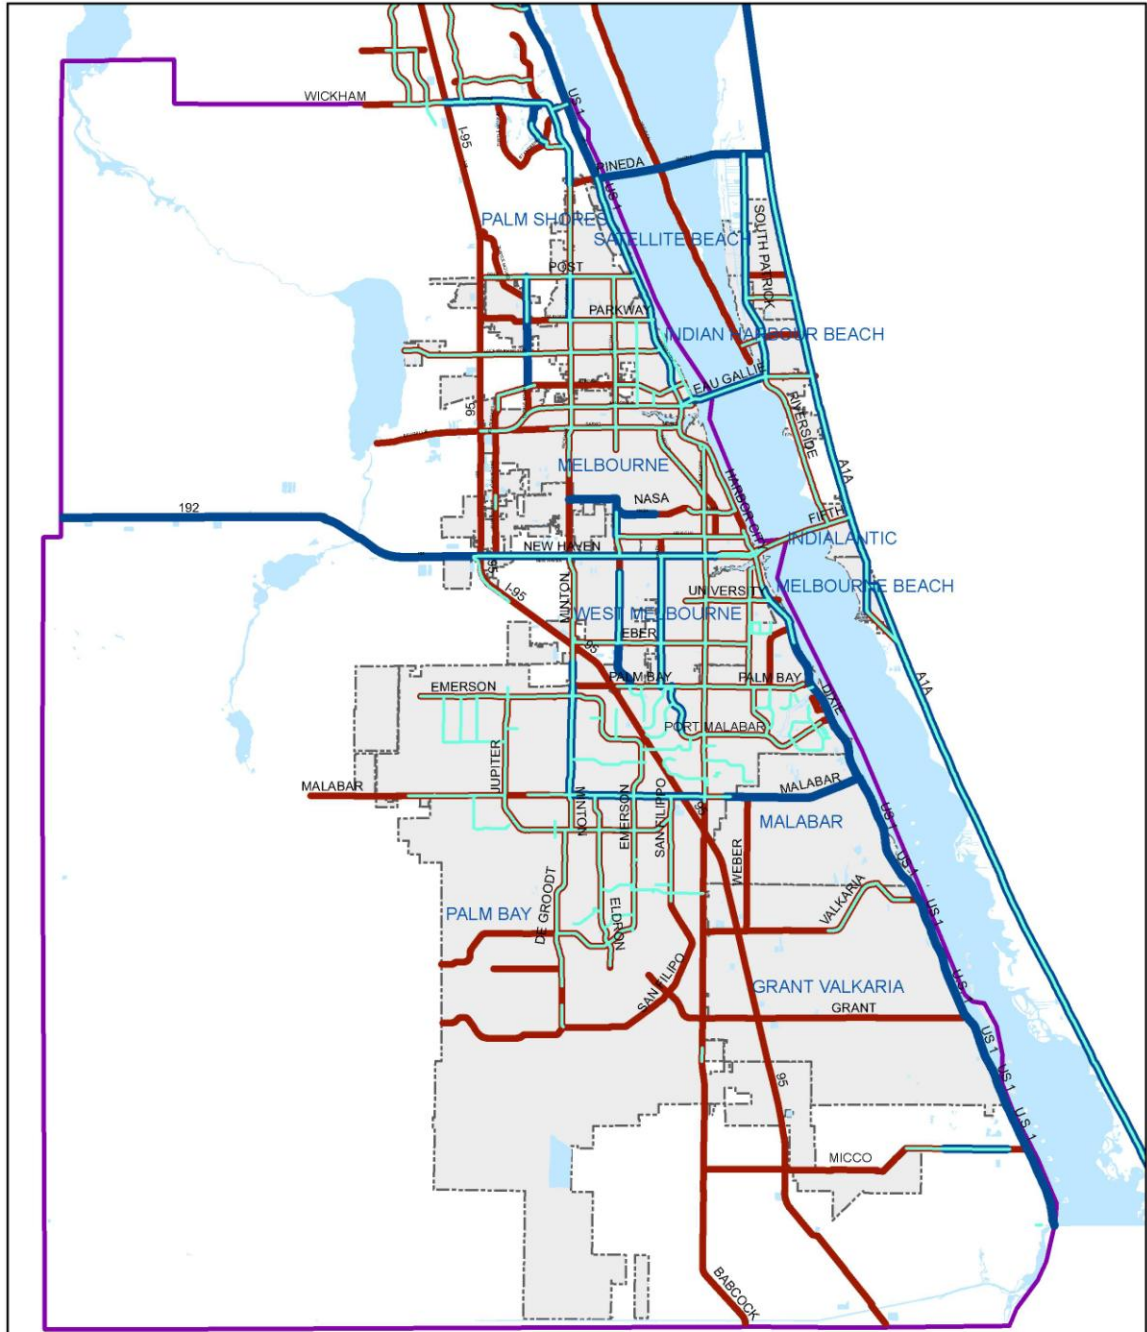 WICKHAM
US 1
I-95
PINEDA
US 1
SOUTH PATRICK
PALM SHORES
SATELLITE BEACH
POST
PARKWAY
INDIAN HARBOUR BEACH
EAU GALLIE
95
RIVERSIDE
MELBOURNE
A1A
HARBOR CITY
NASA
192
FIFTH
INDIALANTIC
NEW HAVEN
I-95
MINTON
UNIVERSITY
MELBOURNE BEACH
WEST MELBOURNE
EBER
95
PALM BAY
PALM BAY
A1A
EMERSON
DIXIE
PORT MALABAR
JUPITER
MALABAR
MALABAR
MINTON
EMERSON
SAN FILIPPO
95
US 1
MALABAR
WEBER
US 1
DE GROODT
VALKARIA
PALM BAY
ELDRON
US 1
SAN FILIPO
GRANT VALKARIA
U.S. 1
GRANT
US 1
95
US 1
U.S. 1
MICCO
BABCOCK